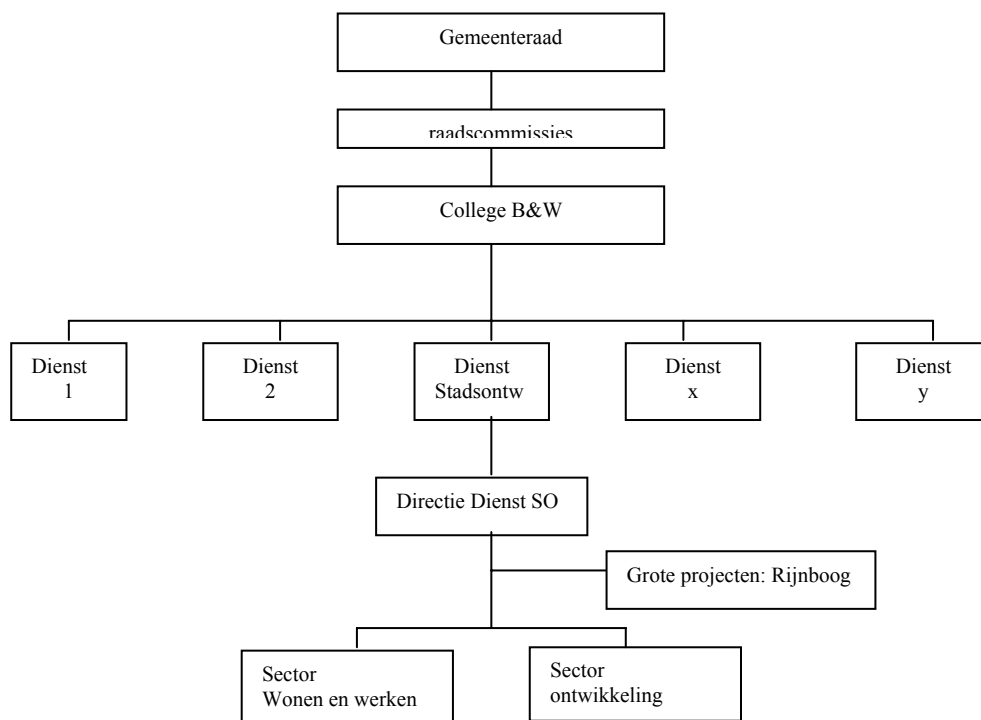 Gemeenteraad
raadscommissies
College B&W
Dienst
1
Dienst
2
Dienst
Stadsontw
Dienst
x
Dienst
y
Directie Dienst SO
Grote projecten: Rijnboog
Sector
Wonen en werken
Sector
ontwikkeling